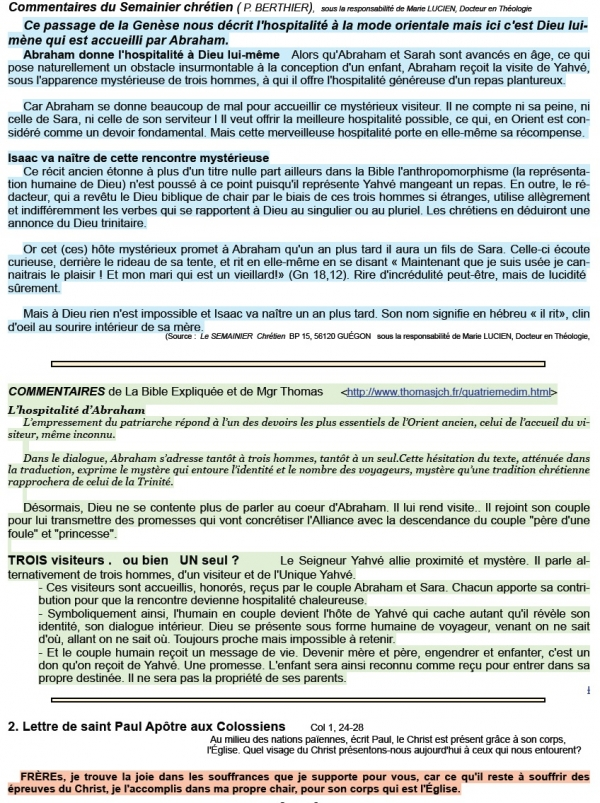 Commentaires du Semainier chrétien ( P. BERTHIER), sous la responsabilité de Marie LUCIEN, Docteur en Théologie
Ce passage de la Genèse nous décrit l'hospitalité à la mode orientale mais ici c'est Dieu lui-
mène qui est accueilli par Abraham.
Abraham donne l'hospitalité à Dieu lui-même Alors qu'Abraham et Sarah sont avancés en âge, ce qui
pose naturellement un obstacle insurmontable à la conception d'un enfant, Abraham reçoit la visite de Yahvé,
sous l'apparence mystérieuse de trois hommes, à qui il offre l'hospitalité généreuse d'un repas plantureux.
Car Abraham se donne beaucoup de mal pour accueillir ce mystérieux visiteur. Il ne compte ni sa peine, ni
celle de Sara, ni celle de son serviteur ! Il veut offrir la meilleure hospitalité possible, ce qui, en Orient est con-
sidéré comme un devoir fondamental. Mais cette merveilleuse hospitalité porte en elle-même sa récompense.
Isaac va naître de cette rencontre mystérieuse
Ce récit ancien étonne à plus d'un titre nulle part ailleurs dans la Bible l'anthropomorphisme (la représenta-
tion humaine de Dieu) n'est poussé à ce point puisqu'il représente Yahvé mangeant un repas. En outre, le ré-
dacteur, qui a revêtu le Dieu biblique de chair par le biais de ces trois hommes si étranges, utilise allègrement
et indifféremment les verbes qui se rapportent à Dieu au singulier ou au pluriel. Les chrétiens en déduiront une
annonce du Dieu trinitaire.
Or cet (ces) hôte mystérieux promet à Abraham qu'un an plus tard il aura un fils de Sara. Celle-ci écoute
curieuse, derrière le rideau de sa tente, et rit en elle-même en se disant « Maintenant que je suis usée je can-
naitrais le plaisir ! Et mon mari qui est un vieillard!» (Gn 18,12). Rire d'incrédulité peut-être, mais de lucidité
sûrement.
Mais à Dieu rien n'est impossible et Isaac va naître un an plus tard. Son nom signifie en hébreu « il rit», clin
d'oeil au sourire intérieur de sa mère.
(Source : Le SEMAINIER Chrétien BP 15, 56120 GUÉGON sous la responsabilité de Marie LUCIEN, Docteur en Théologie,
COMMENTAIRES de La Bible Expliquée et de Mgr Thomas <http://www.thomasjch.fr/quatriemedim.html>
L'hospitalité d'Abraham
L'empressement du patriarche répond à l'un des devoirs les plus essentiels de l'Orient ancien, celui de l'accueil du vi-
siteur, même inconnu.
Dans le dialogue, Abraham s'adresse tantôt à trois hommes, tantôt à un seul.Cette hésitation du texte, atténuée dans
la traduction, exprime le mystère qui entoure l'identité et le nombre des voyageurs, mystère qu'une tradition chrétienne
rapprochera de celui de la Trinité.
Désormais, Dieu ne se contente plus de parler au coeur d'Abraham. Il lui rend visite.. Il rejoint son couple
pour lui transmettre des promesses qui vont concrétiser l'Alliance avec la descendance du couple "père d'une
foule" et "princesse".
TROIS visiteurs . ou bien UN seul ? Le Seigneur Yahvé allie proximité et mystère. Il parle al-
ternativement de trois hommes, d'un visiteur et de l'Unique Yahvé.
- Ces visiteurs sont accueillis, honorés, reçus par le couple Abraham et Sara. Chacun apporte sa contri-
bution pour que la rencontre devienne hospitalité chaleureuse.
- Symboliquement ainsi, l'humain en couple devient l'hôte de Yahvé qui cache autant qu'il révèle son
identité, son dialogue intérieur. Dieu se présente sous forme humaine de voyageur, venant on ne sait
d'où, allant on ne sait où. Toujours proche mais impossible à retenir.
- Et le couple humain reçoit un message de vie. Devenir mère et père, engendrer et enfanter, c'est un
don qu'on reçoit de Yahvé. Une promesse. L'enfant sera ainsi reconnu comme reçu pour entrer dans sa
propre destinée. Il ne sera pas la propriété de ses parents.
2. Lettre de saint Paul Apôtre aux Colossiens Col 1, 24-28
Au milieu des nations païennes, écrit Paul, le Christ est présent grâce à son corps,
l'Église. Quel visage du Christ présentons-nous aujourd'hui à ceux qui nous entourent?
FRÈREs, je trouve la joie dans les souffrances que je supporte pour vous, car ce qu'il reste à souffrir des
épreuves du Christ, je l'accomplis dans ma propre chair, pour son corps qui est l'Église.